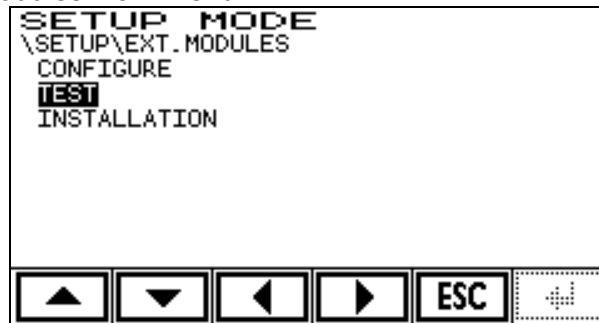 SETUP MODE
\SETUP\EXT.MODULES
CONFIGURE
TEST
INSTALLATION
ESC